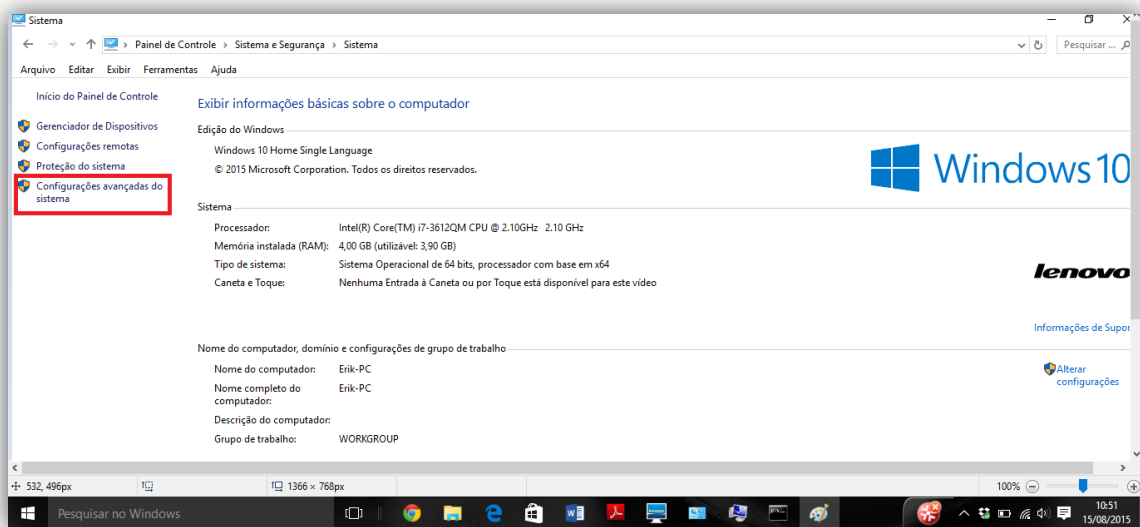 Sistema
Painel de Controle › Sistema e Segurança › Sistema
Pesquisar ...
Arquivo Editar Exibir Ferramentas Ajuda
Início do Painel de Controle
Gerenciador de Dispositivos
Configurações remotas
Proteção do sistema
Configurações avançadas do
sistema
Exibir informações básicas sobre o computador
Edição do Windows
Windows 10 Home Single Language
© 2015 Microsoft Corporation. Todos os direitos reservados.
Windows 10
Sistema
Processador: Intel(R) Core(TM) i7-3612QM CPU @ 2.10GHz 2.10 GHz
Memória instalada (RAM): 4,00 GB (utilizável: 3,90 GB)
Tipo de sistema: Sistema Operacional de 64 bits, processador com base em x64
Caneta e Toque: Nenhuma Entrada à Caneta ou por Toque está disponível para este vídeo
lenovo
Informações de Supor
Nome do computador, domínio e configurações de grupo de trabalho
Nome do computador: Erik-PC
Nome completo do
computador: Erik-PC
Descrição do computador:
Grupo de trabalho: WORKGROUP
Alterar
configurações
532, 496px
1366 × 768px
100%
Pesquisar no Windows
10:51
15/08/2015